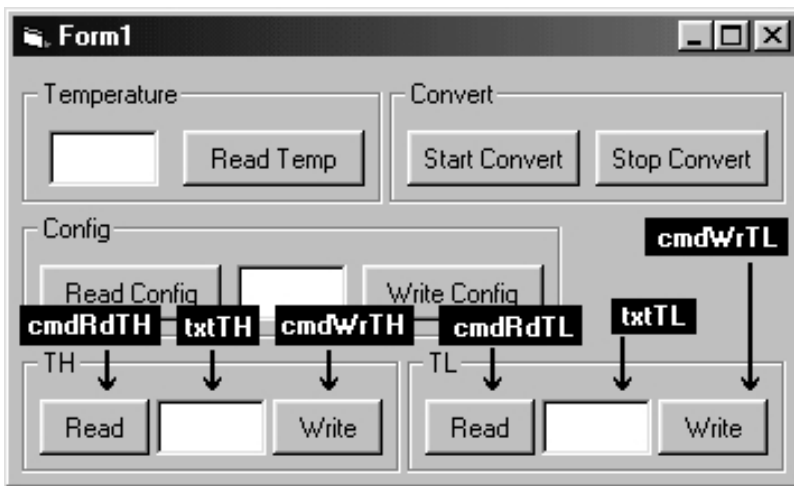 Form1
Temperature
Convert
Read Temp
Start Convert
Stop Convert
Config
cmdWrTL
Read Config
Write Config
cmdRdTH
txtTH
cmdWrTH
cmdRdTL
txtTL
TH
TL
Read
Write
Read
Write